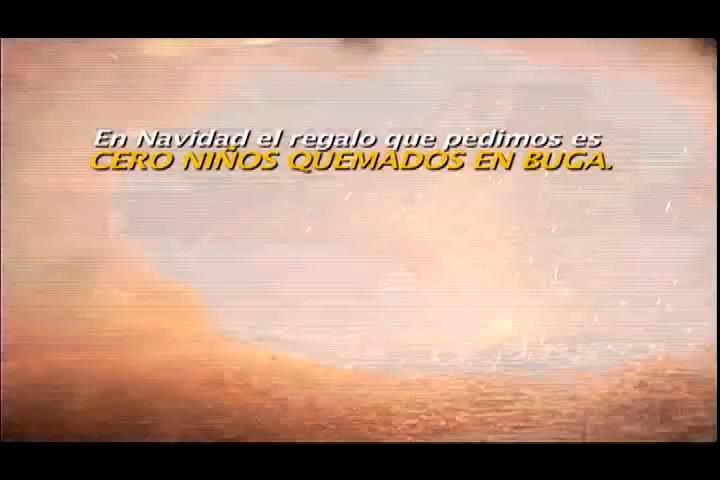 En Navidad el regalo que pedimos es
CERO NIÑOS QUEMADOS EN BUGA.